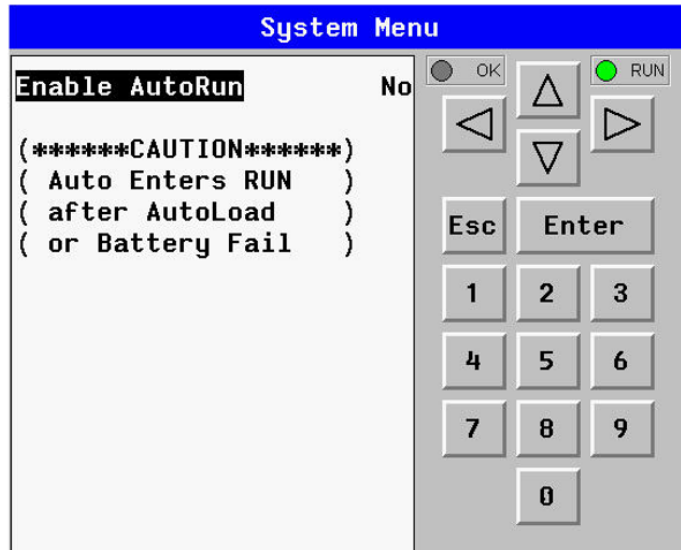 System Menu
Enable AutoRun No
OK RUN
(******CAUTION******)
( Auto Enters RUN )
( after AutoLoad )
( or Battery Fail )
Esc Enter
1 2 3
4 5 6
7 8 9
0